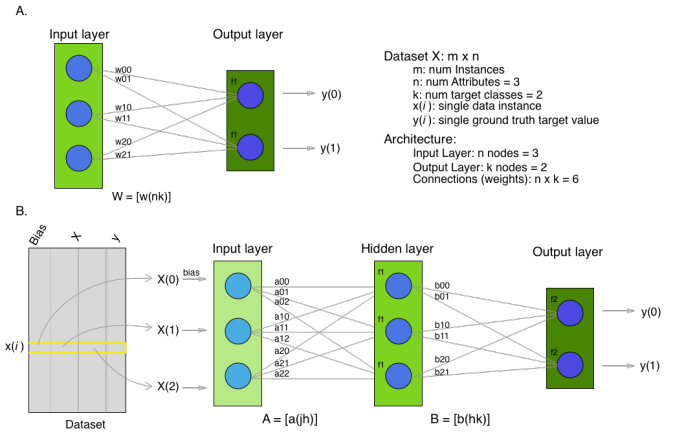 A.
Input layer
Output layer
w00
w01
w10
w11
w20
w21
f1
f1
y(0)
y(1)
W = [w(nk)]
Dataset X: m x n
m: num Instances
n: num Attributes = 3
k: num target classes = 2
x(i): single data instance
y(i): single ground truth target value
Architecture:
Input Layer: n nodes = 3
Output Layer: k nodes = 2
Connections (weights): n x k = 6
B.
Bias
X
y
x(i)
Dataset
X(0)
bias
X(1)
X(2)
Input layer
Hidden layer
Output layer
a00
a01
a02
a10
a11
a12
a20
a21
a22
f1
f1
f1
b00
b01
b10
b11
b20
b21
f2
f2
y(0)
y(1)
A = [a(jh)]
B = [b(hk)]